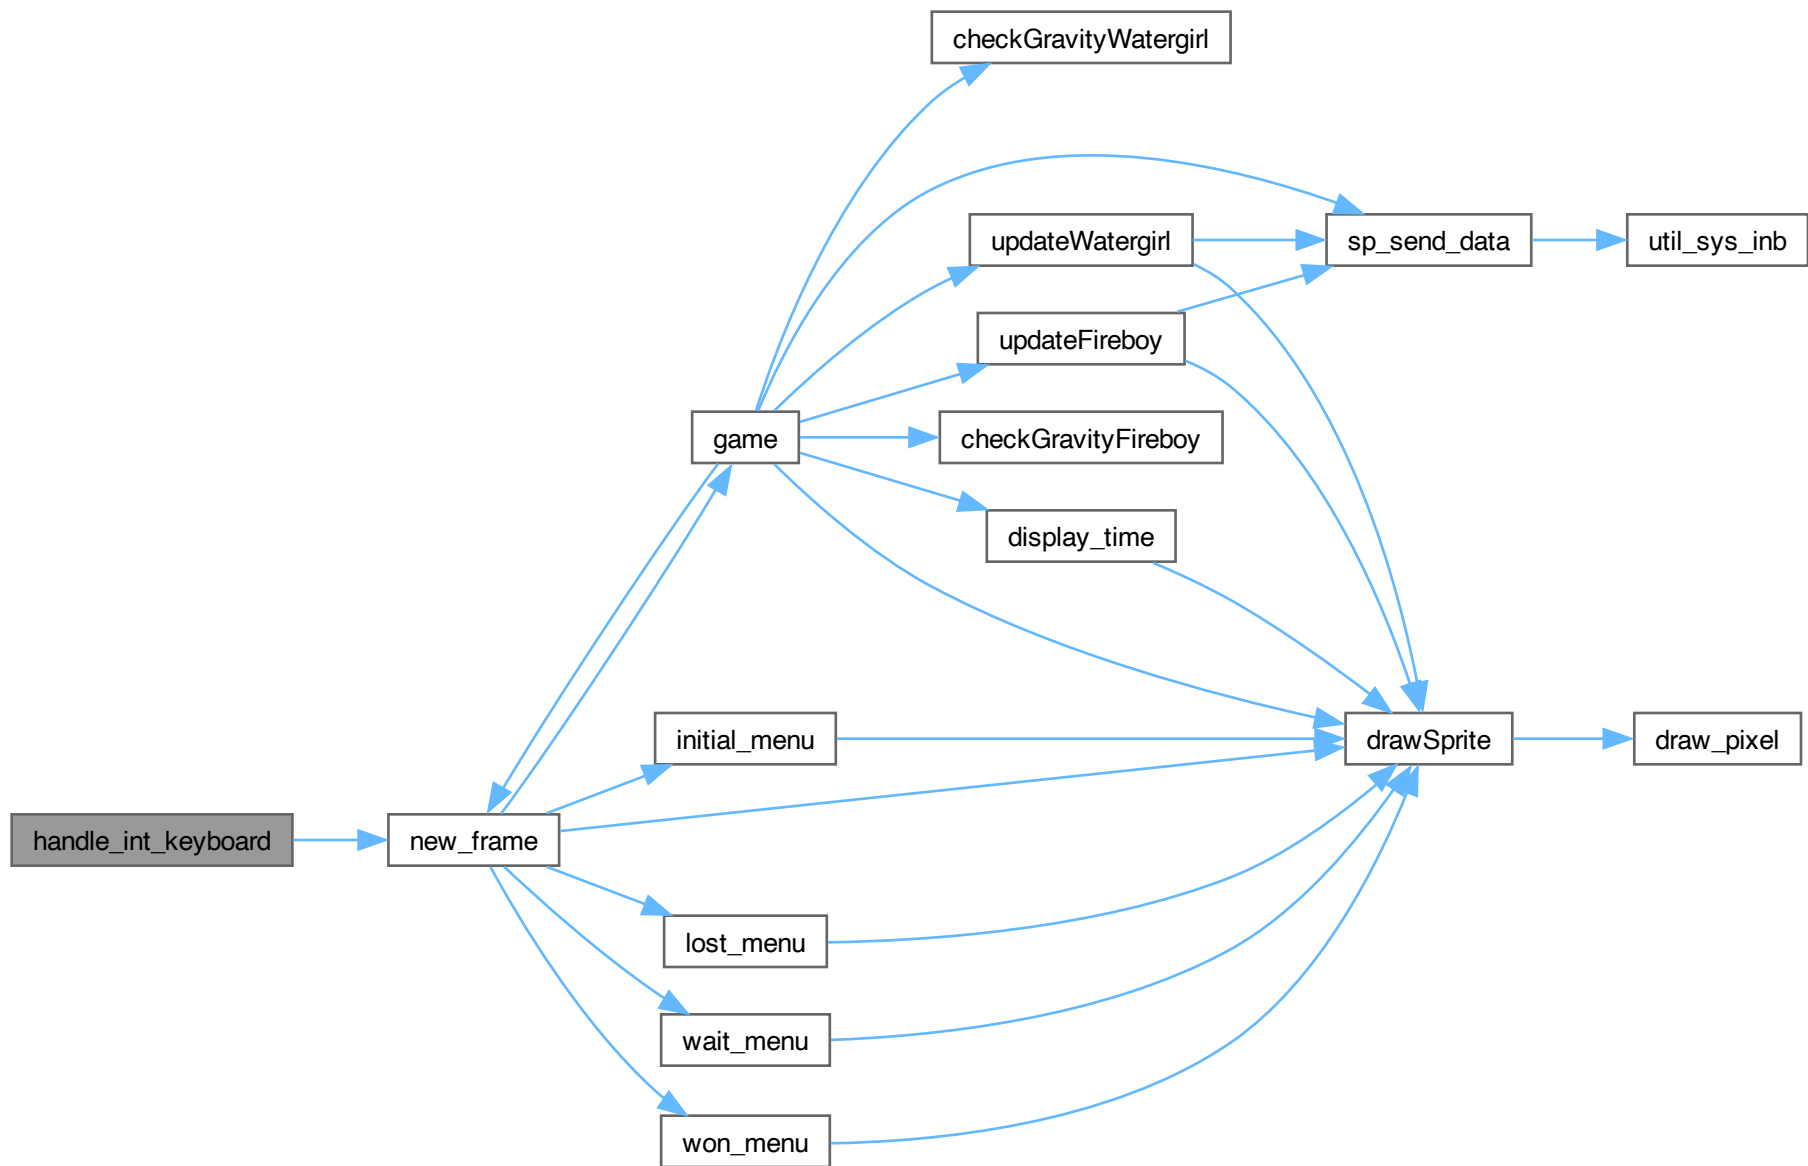 checkGravityWatergirl
updateWatergirl
sp_send_data
util_sys_inb
updateFireboy
game
checkGravityFireboy
display_time
initial_menu
drawSprite
draw_pixel
handle_int_keyboard
new_frame
lost_menu
wait_menu
won_menu